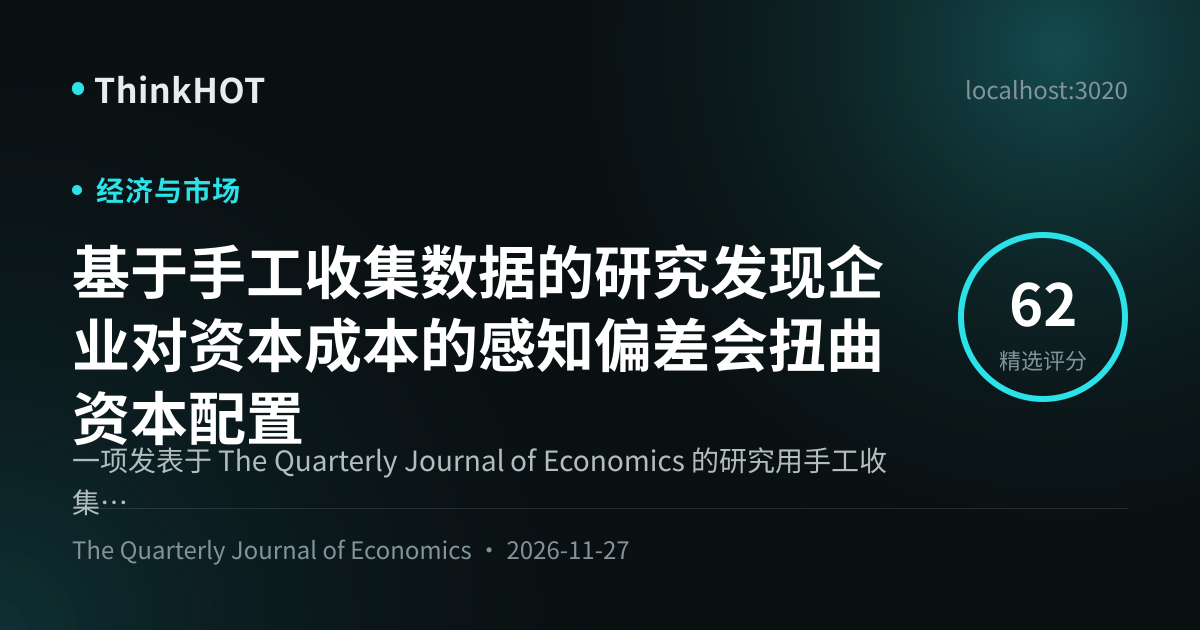 ThinkHOT
localhost:3020
经济与市场
基于手工收集数据的研究发现企
业对资本成本的感知偏差会扭曲
资本配置
62
精选评分
一项发表于 The Quarterly Journal of Economics 的研究用手工收
集…
The Quarterly Journal of Economics · 2026-11-27